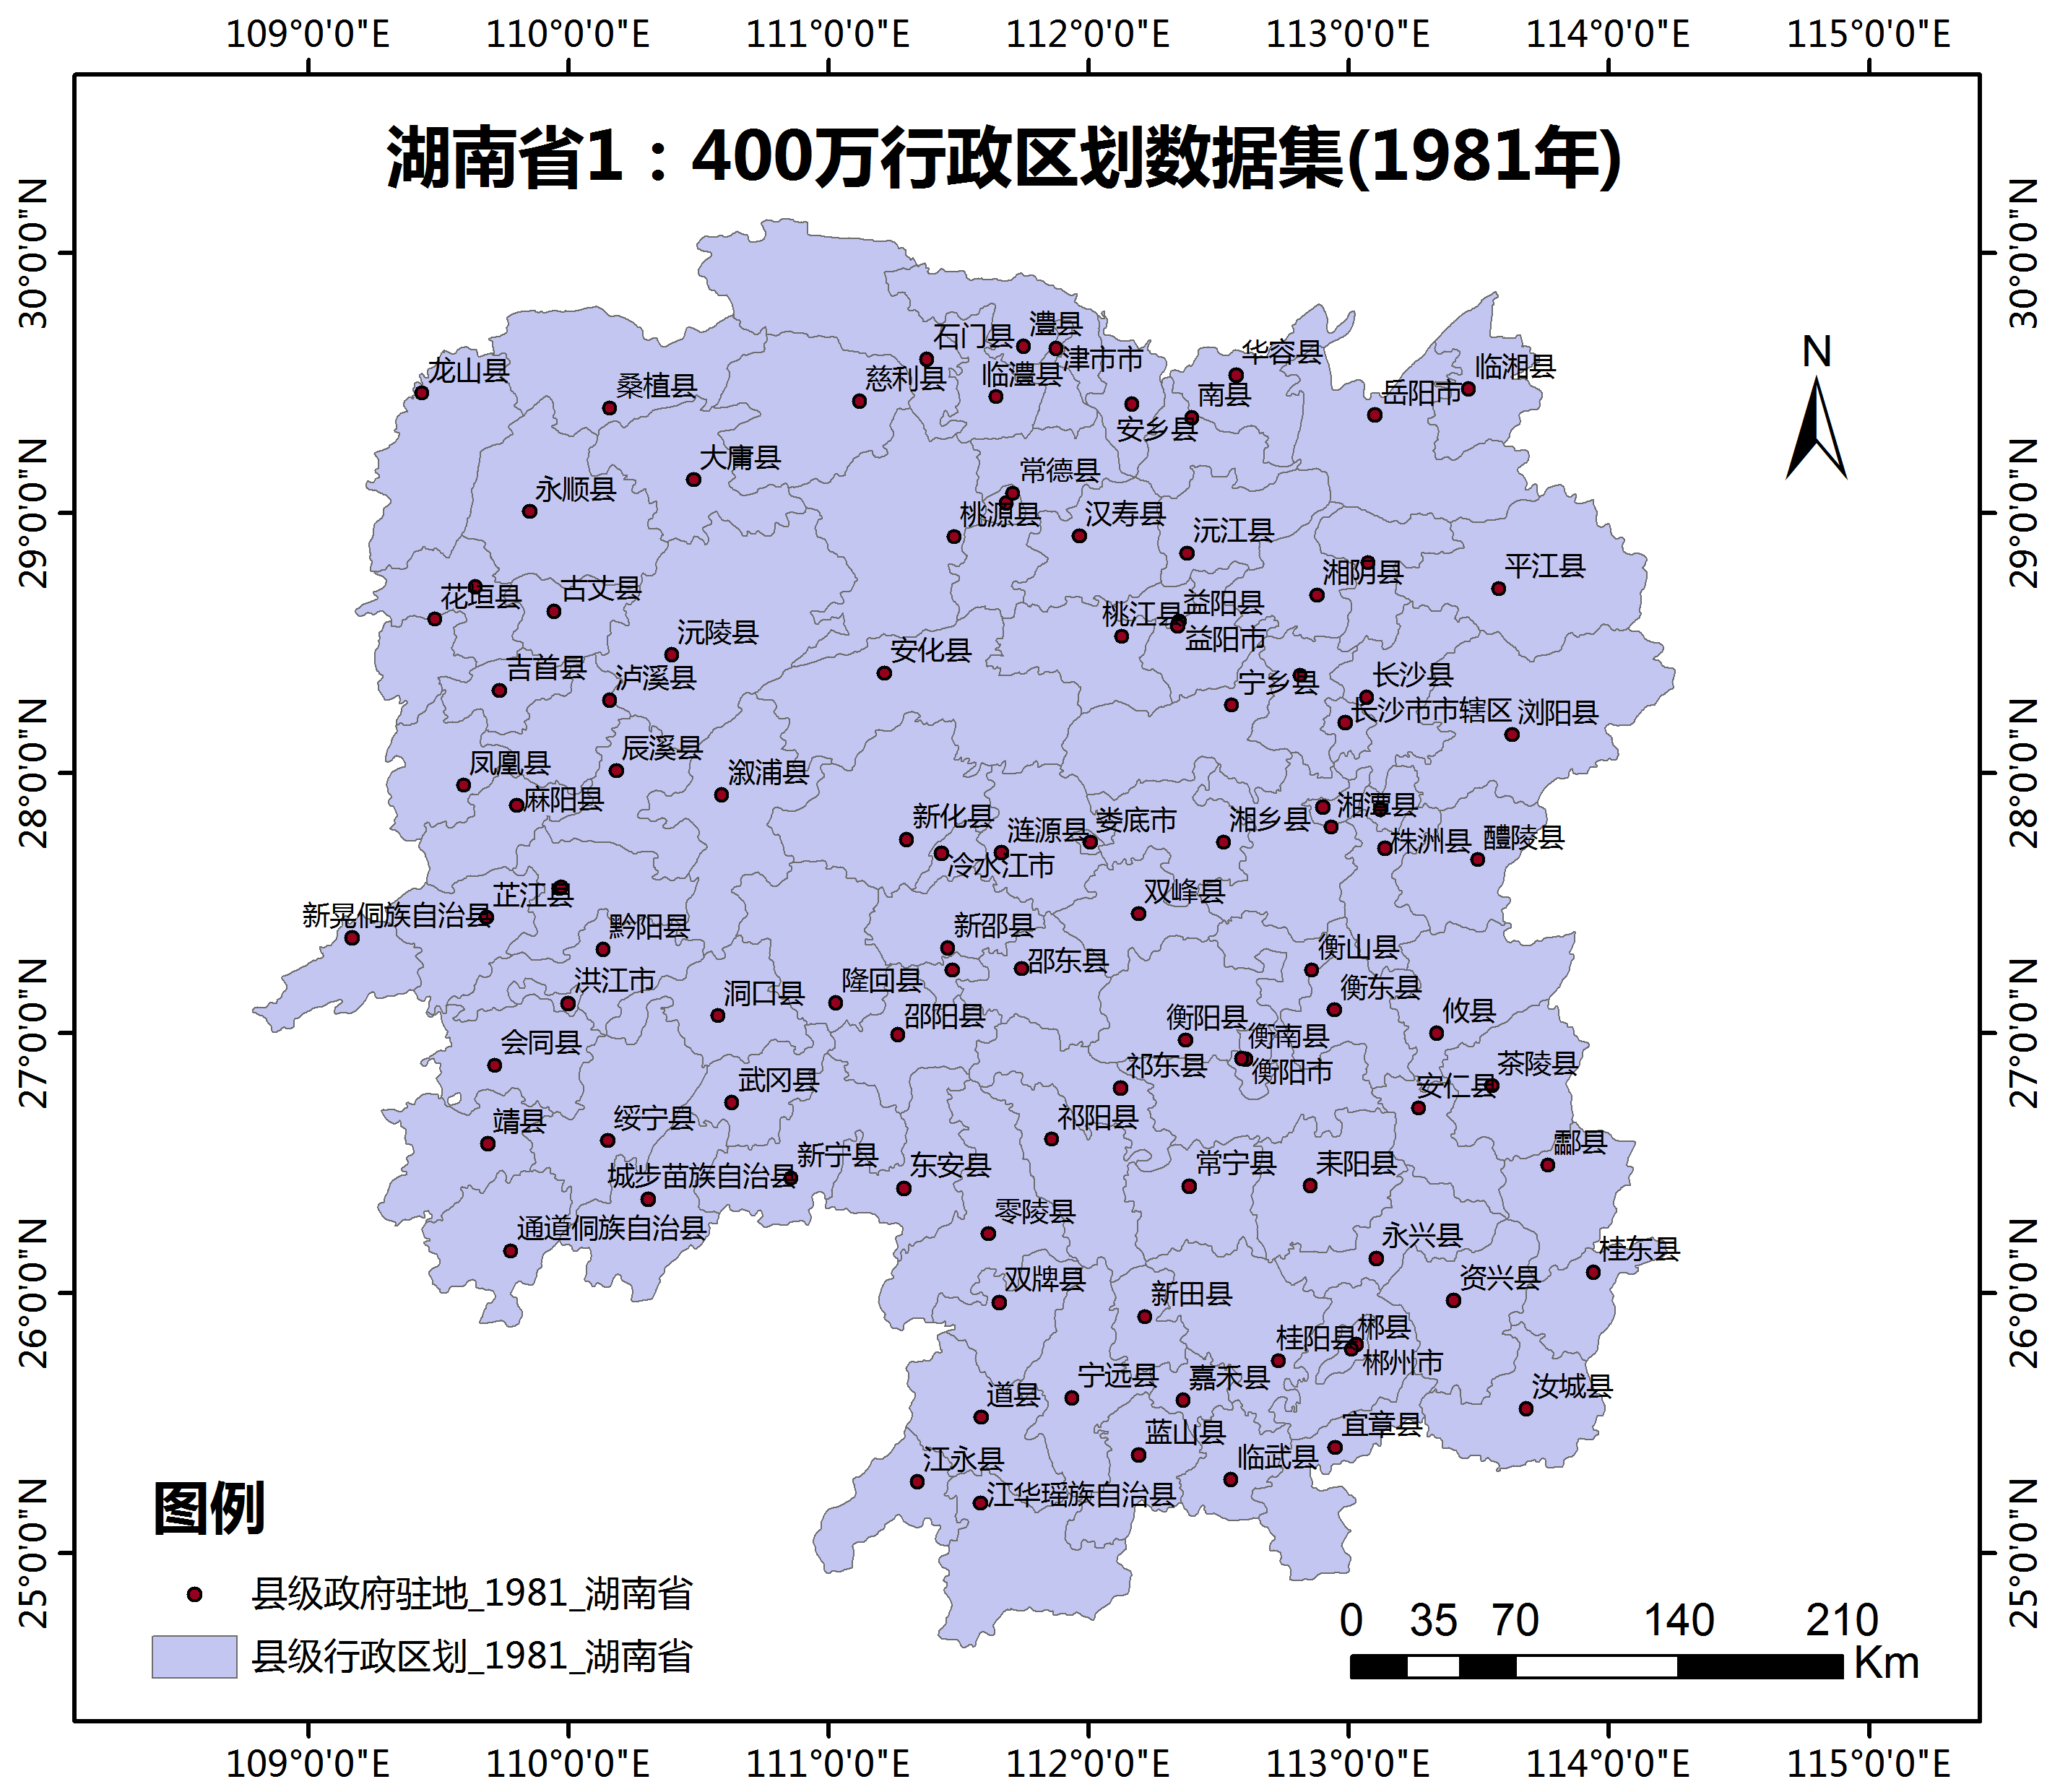 109°0'0"E 110°0'0"E 111°0'0"E 112°0'0"E 113°0'0"E 114°0'0"E 115°0'0"E
湖南省1：400万行政区划数据集(1981年)
30°0'0"N
29°0'0"N
28°0'0"N
27°0'0"N
26°0'0"N
25°0'0"N
30°0'0"N
29°0'0"N
28°0'0"N
27°0'0"N
26°0'0"N
25°0'0"N
N
石门县
澧县
津市市
华容县
临湘县
龙山县
桑植县
慈利县
临澧县
南县
岳阳市
安乡县
大庸县
常德县
永顺县
桃源县
汉寿县
沅江县
湘阴县
平江县
花垣县
古丈县
桃江县
益阳县
益阳市
沅陵县
安化县
吉首县
泸溪县
宁乡县
长沙县
长沙市市辖区
浏阳县
辰溪县
凤凰县
溆浦县
麻阳县
新化县
涟源县
娄底市
湘乡县
湘潭县
株洲县
醴陵县
冷水江市
芷江县
双峰县
新晃侗族自治县
黔阳县
新邵县
邵东县
衡山县
洪江市
洞口县
隆回县
衡东县
邵阳县
衡阳县
攸县
会同县
衡南县
祁东县
衡阳市
茶陵县
武冈县
安仁县
靖县
绥宁县
祁阳县
酃县
新宁县
城步苗族自治县
东安县
常宁县
耒阳县
零陵县
通道侗族自治县
永兴县
桂东县
双牌县
新田县
资兴县
桂阳县
郴县
郴州市
宁远县
嘉禾县
道县
汝城县
蓝山县
宜章县
江永县
临武县
江华瑶族自治县
图例
县级政府驻地_1981_湖南省
县级行政区划_1981_湖南省
0 35 70 140 210
Km
109°0'0"E 110°0'0"E 111°0'0"E 112°0'0"E 113°0'0"E 114°0'0"E 115°0'0"E